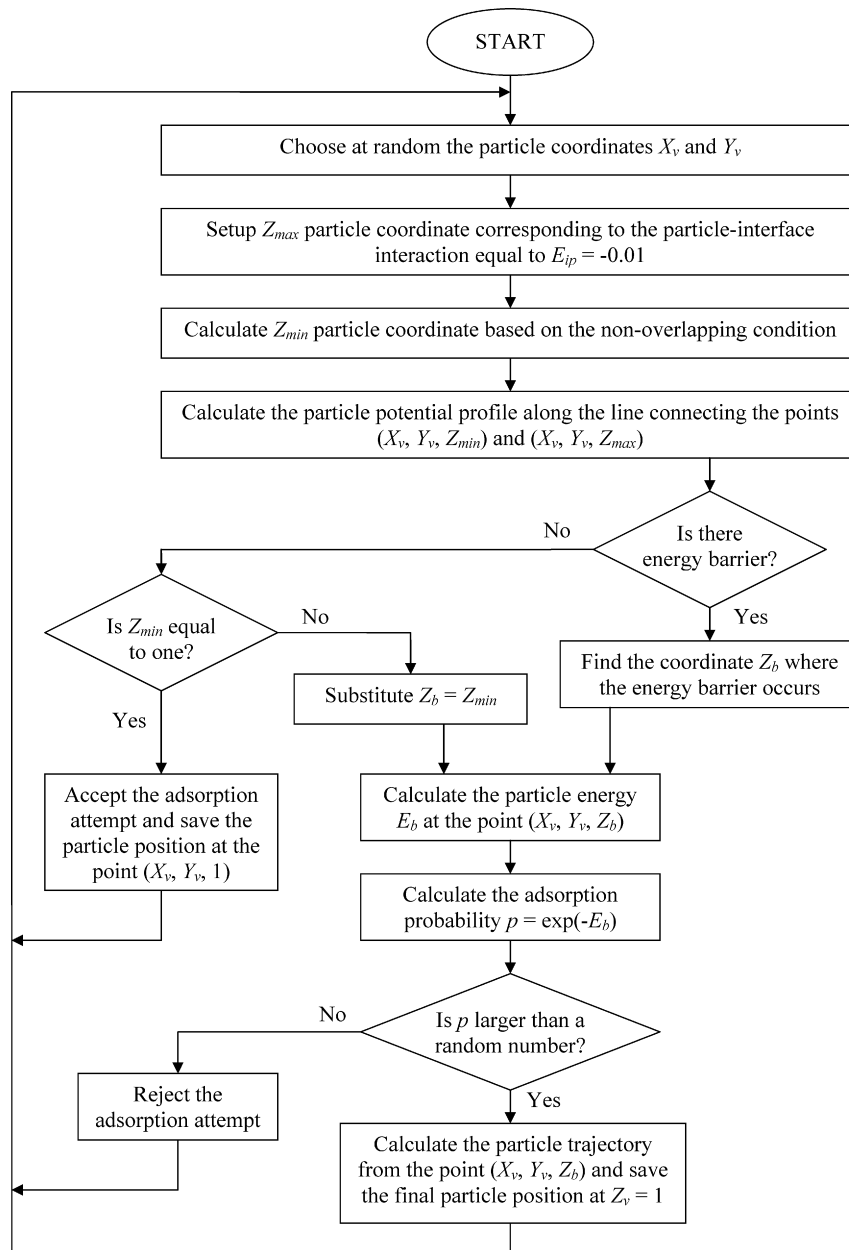 START
Choose at random the particle coordinates Xv and Yv
Setup Zmax particle coordinate corresponding to the particle-interface
interaction equal to Eip = -0.01
Calculate Zmin particle coordinate based on the non-overlapping condition
Calculate the particle potential profile along the line connecting the points
(Xv, Yv, Zmin) and (Xv, Yv, Zmax)
Is there
energy barrier?
No
Yes
Is Zmin equal
to one?
No
Yes
Substitute Zb = Zmin
Find the coordinate Zb where
the energy barrier occurs
Accept the adsorption
attempt and save the
particle position at the
point (Xv, Yv, 1)
Calculate the particle energy
Eb at the point (Xv, Yv, Zb)
Calculate the adsorption
probability p = exp(-Eb)
Is p larger than a
random number?
No
Yes
Reject the
adsorption attempt
Calculate the particle trajectory
from the point (Xv, Yv, Zb) and save
the final particle position at Zv = 1